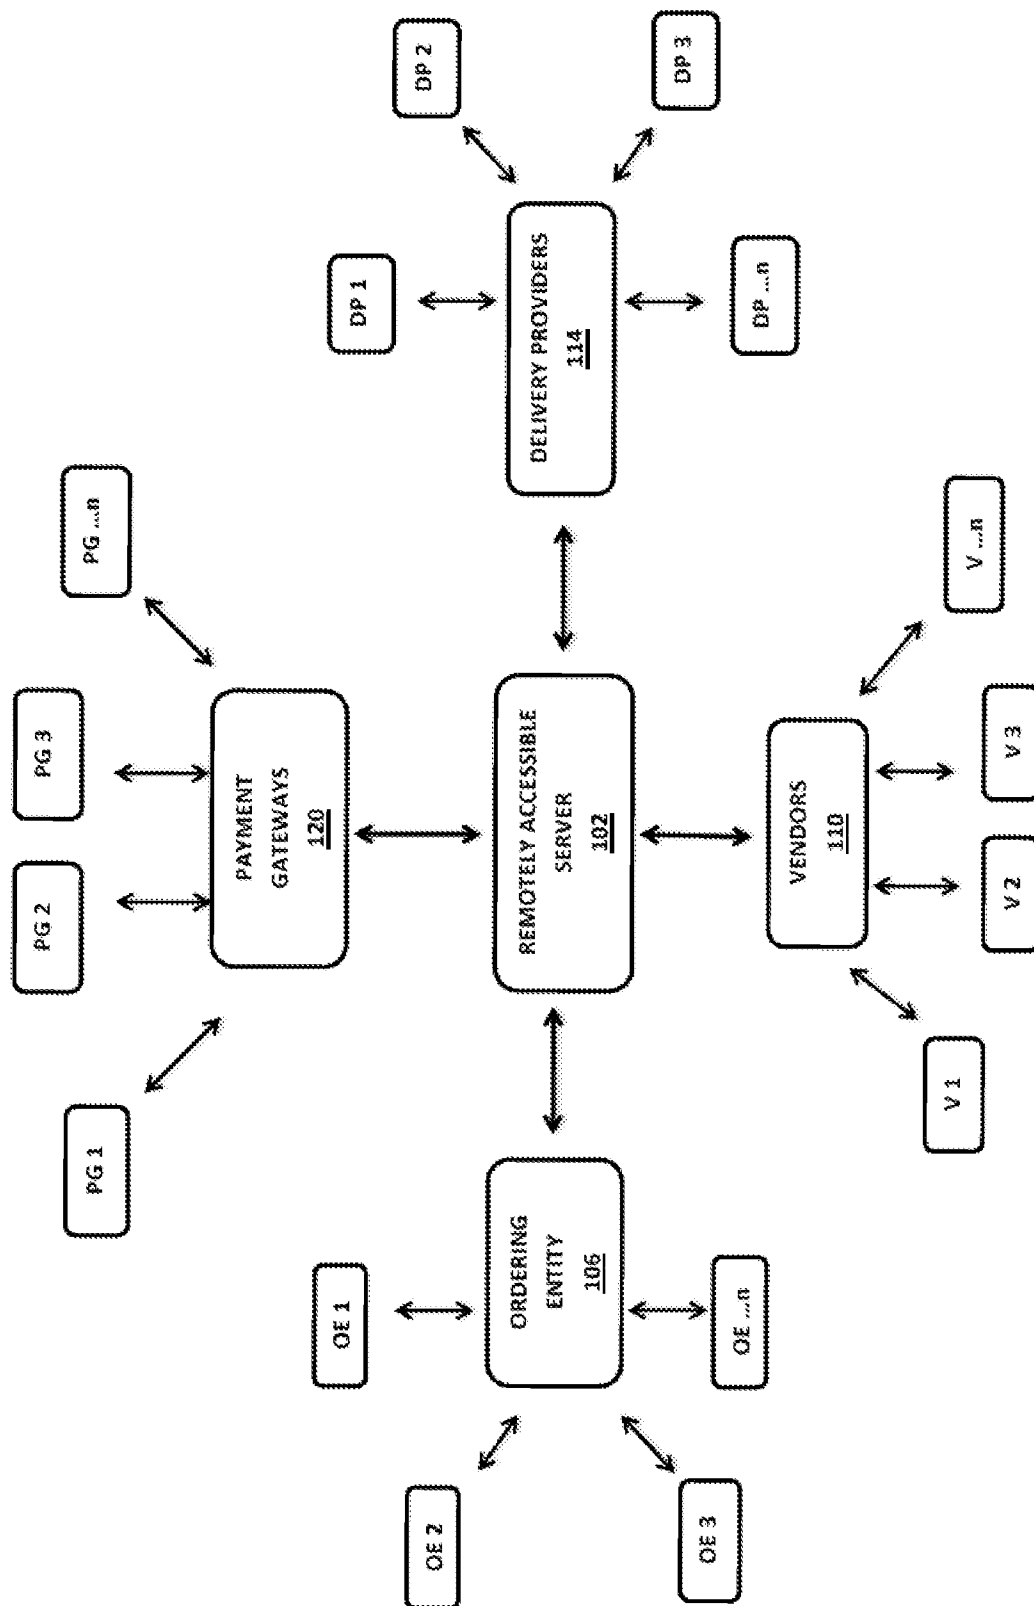 PG 1
PG 2
PG 3
PG ...n
PAYMENT
GATEWAYS
120
OE 1
OE 2
OE 3
OE ...n
ORDERING
ENTITY
106
REMOTELY ACCESSIBLE
SERVER
102
DP 1
DP 2
DP 3
DP ...n
DELIVERY PROVIDERS
114
VENDORS
110
V 1
V 2
V 3
V ...n